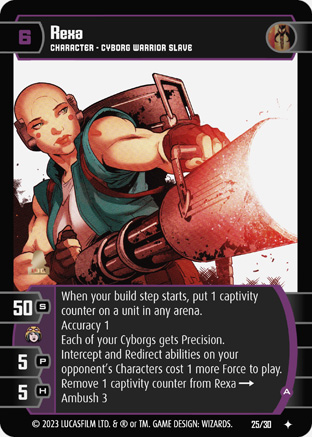 6
Rexa
CHARACTER - CYBORG WARRIOR SLAVE
50 S
5 P
5 H
When your build step starts, put 1 captivity
counter on a unit in any arena.
Accuracy 1
Each of your Cyborgs gets Precision.
Intercept and Redirect abilities on your
opponent's Characters cost 1 more Force to play.
Remove 1 captivity counter from Rexa →
Ambush 3
A
© 2023 LUCASFILM LTD. & ® or TM. GAME DESIGN: WIZARDS.
25/30